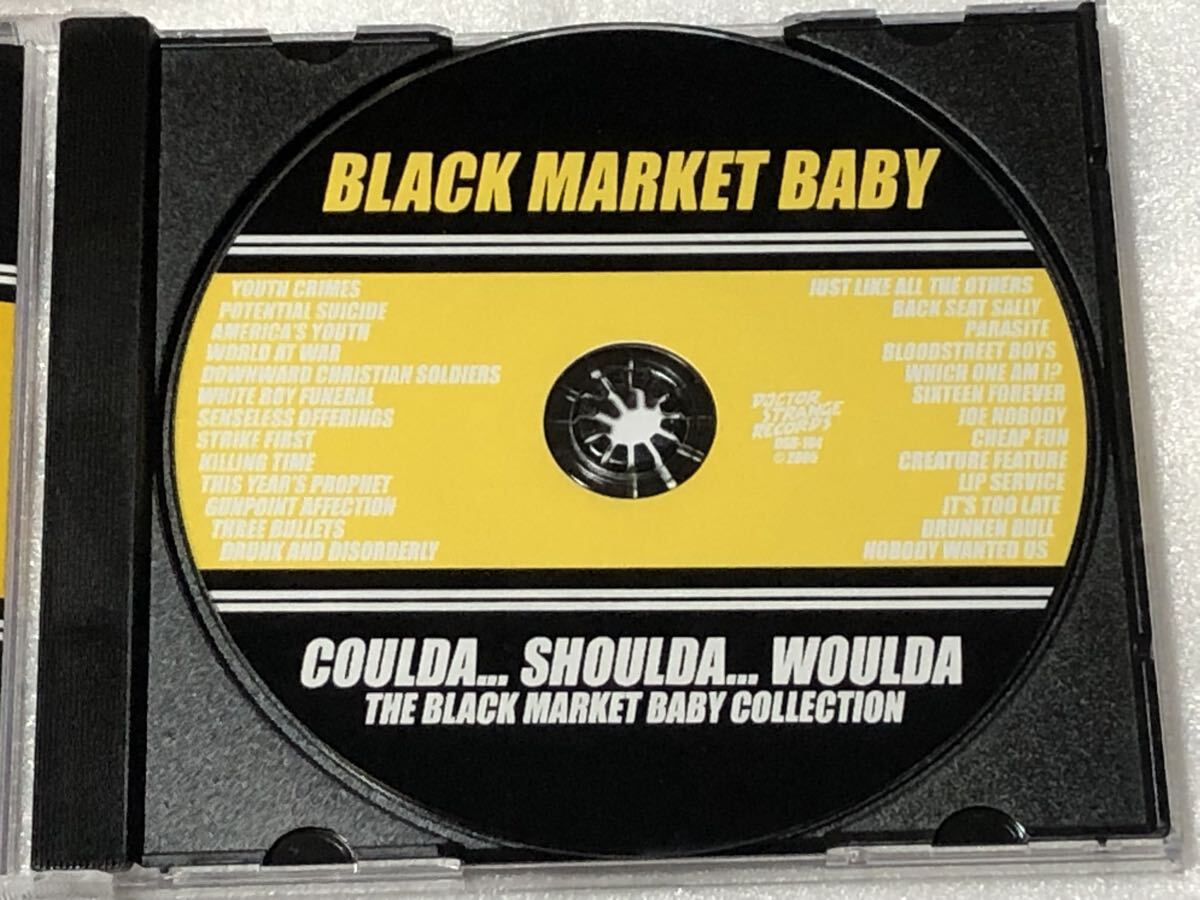 BLACK MARKET BABY
YOUTH CRIMES
POTENTIAL SUICIDE
AMERICA'S YOUTH
WORLD AT WAR
DOWNWARD CHRISTIAN SOLDIERS
WHITE BOY FUNERAL
SENSELESS OFFERINGS
STRIKE FIRST
KILLING TIME
THIS YEAR'S PROPHET
GUNPOINT AFFECTION
THREE BULLETS
DRUNK AND DISORDERLY
JUST LIKE ALL THE OTHERS
BACK SEAT SALLY
PARASITE
BLOODSTREET BOYS
WHICH ONE AM I?
SIXTEEN FOREVER
JOE NOBODY
CHEAP FUN
CREATURE FEATURE
LIP SERVICE
IT'S TOO LATE
DRUNKEN BULL
NOBODY WANTED US
DOCTOR
STRANGE
RECORDS
DSR-104
© 2005
COULDA... SHOULDA... WOULDA
THE BLACK MARKET BABY COLLECTION